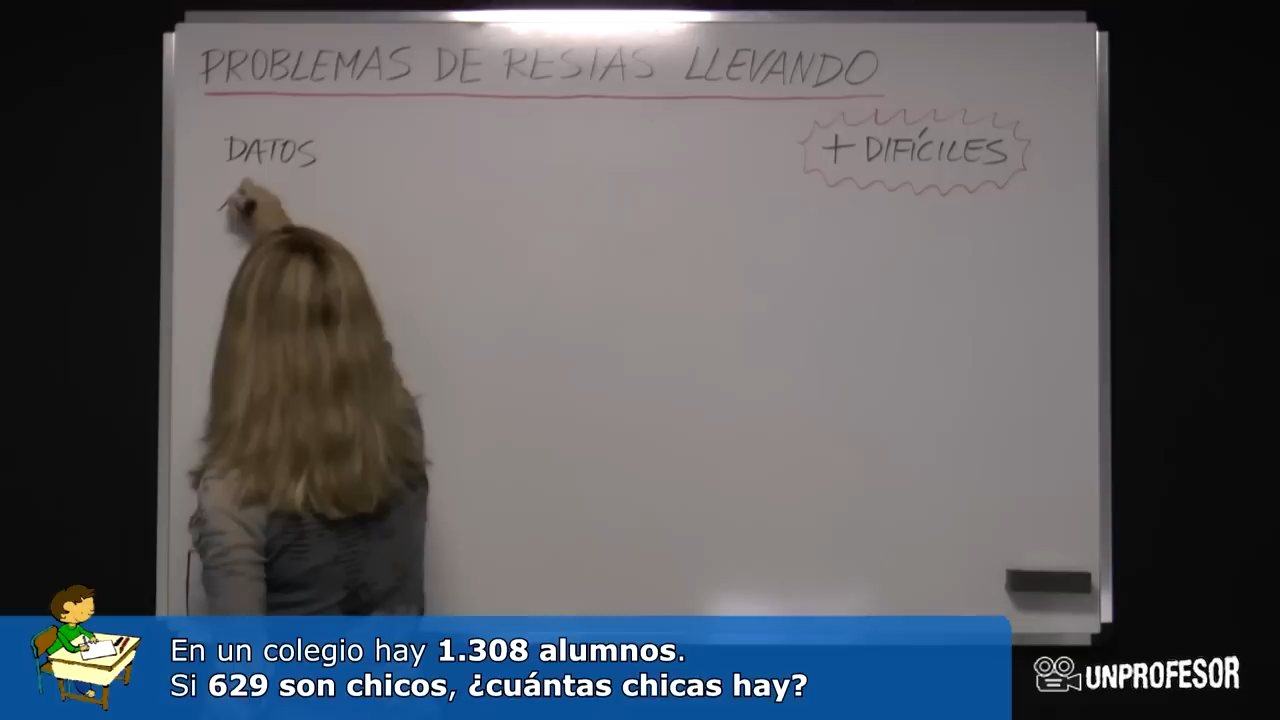 PROBLEMAS DE RESTAS LLEVANDO
DATOS
+ DIFÍCILES
En un colegio hay 1.308 alumnos.
Si 629 son chicos, ¿cuántas chicas hay?
UNPROFESOR